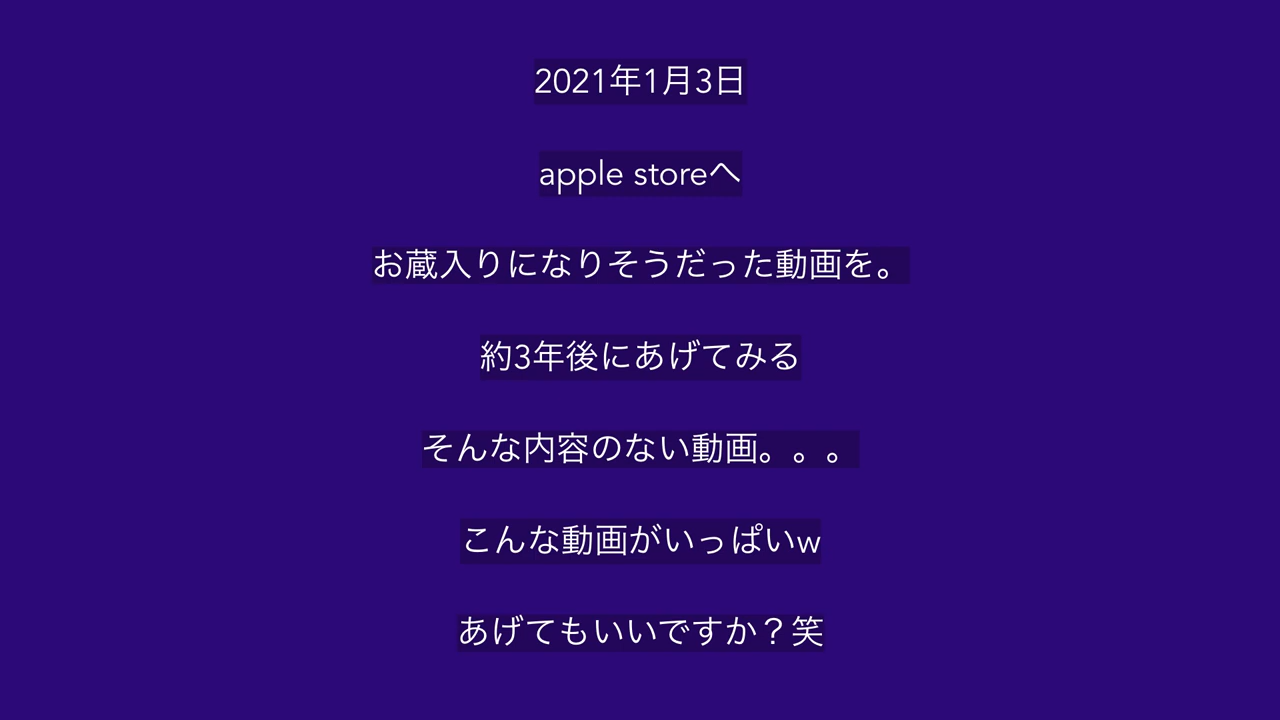 2021年1月3日
apple storeへ
お蔵入りになりそうだった動画を。
約3年後にあげてみる
そんな内容のない動画。。。
こんな動画がいっぱいw
あげてもいいですか？笑